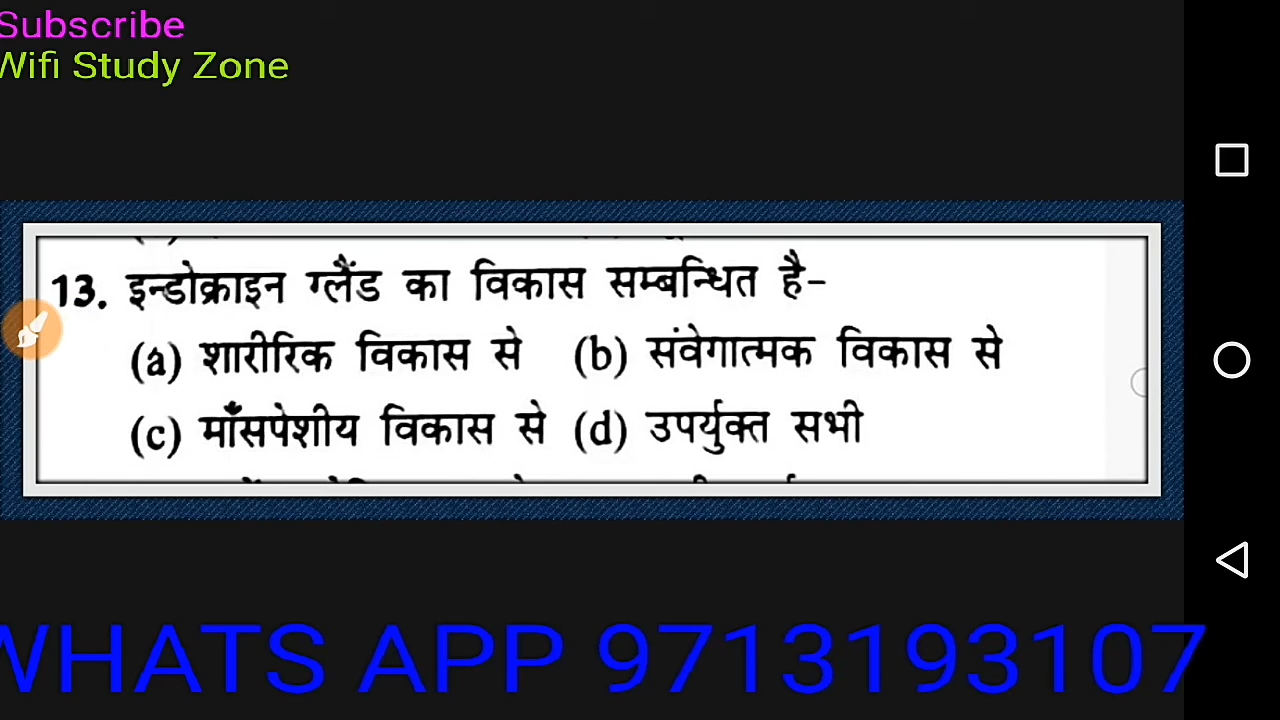 Subscribe
Wifi Study Zone
13. इन्डोक्राइन ग्लैंड का विकास सम्बन्धित है-
(a) शारीरिक विकास से (b) संवेगात्मक विकास से
(c) माँसपेशीय विकास से (d) उपर्युक्त सभी
WHATS APP 9713193107